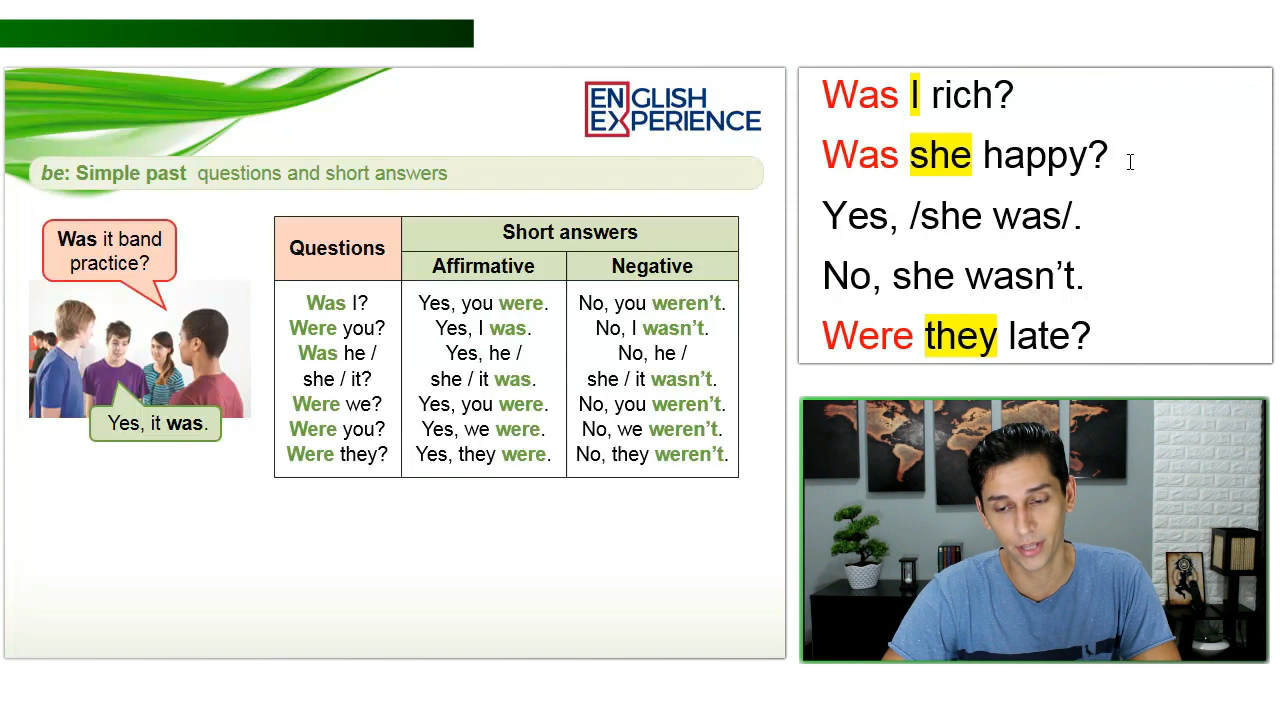 ENGLISH
EXPERIENCE
be: Simple past questions and short answers
Was it band
practice?
Yes, it was.
Questions
Short answers
Affirmative
Negative
Was I?
Yes, you were.
No, you weren't.
Were you?
Yes, I was.
No, I wasn't.
Was he /
Yes, he /
No, he /
she / it?
she / it was.
she / it wasn't.
Were we?
Yes, you were.
No, you weren't.
Were you?
Yes, we were.
No, we weren't.
Were they?
Yes, they were.
No, they weren't.
Was I rich?
Was she happy?
Yes, /she was/.
No, she wasn’t.
Were they late?